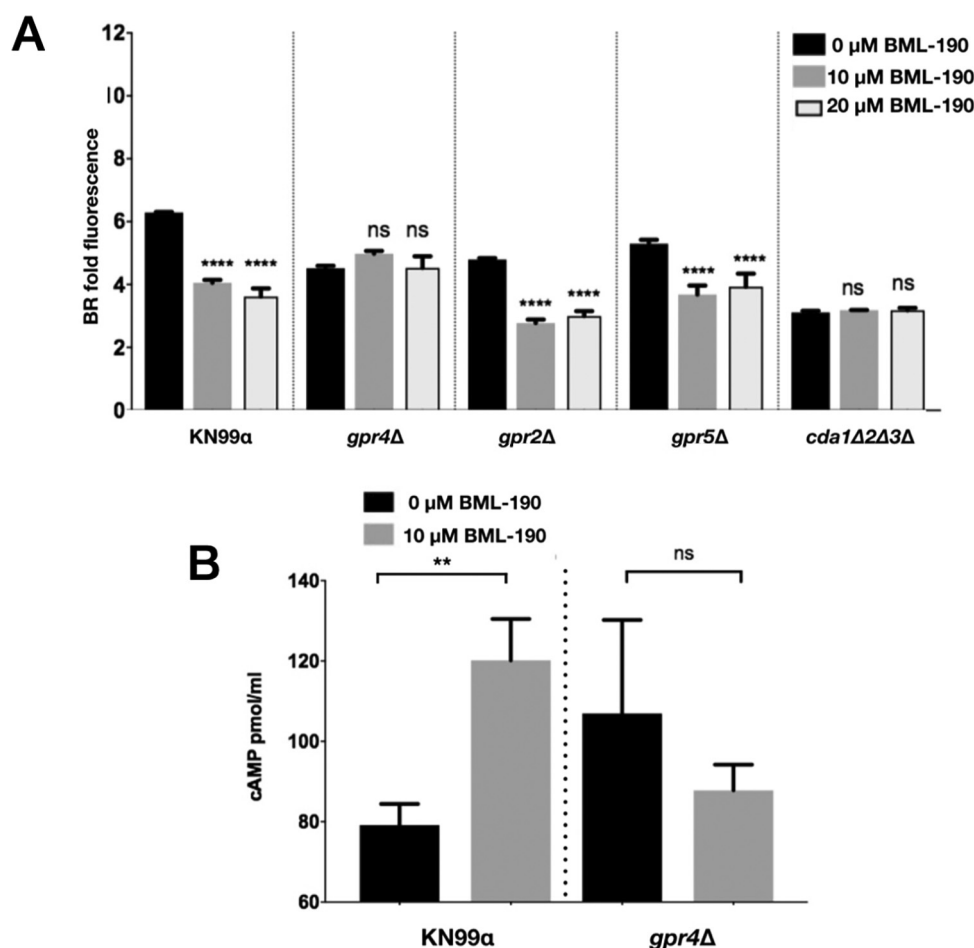 A
12
10
8
6
4
2
0
BR fold fluorescence
0 µM BML-190
10 µM BML-190
20 µM BML-190
**** ****
ns ns
**** ****
**** ****
ns ns
KN99α gpr4Δ gpr2Δ gpr5Δ cda1Δ2Δ3Δ
B
0 µM BML-190
10 µM BML-190
** ns
140
120
100
80
60
cAMP pmol/ml
KN99α gpr4Δ